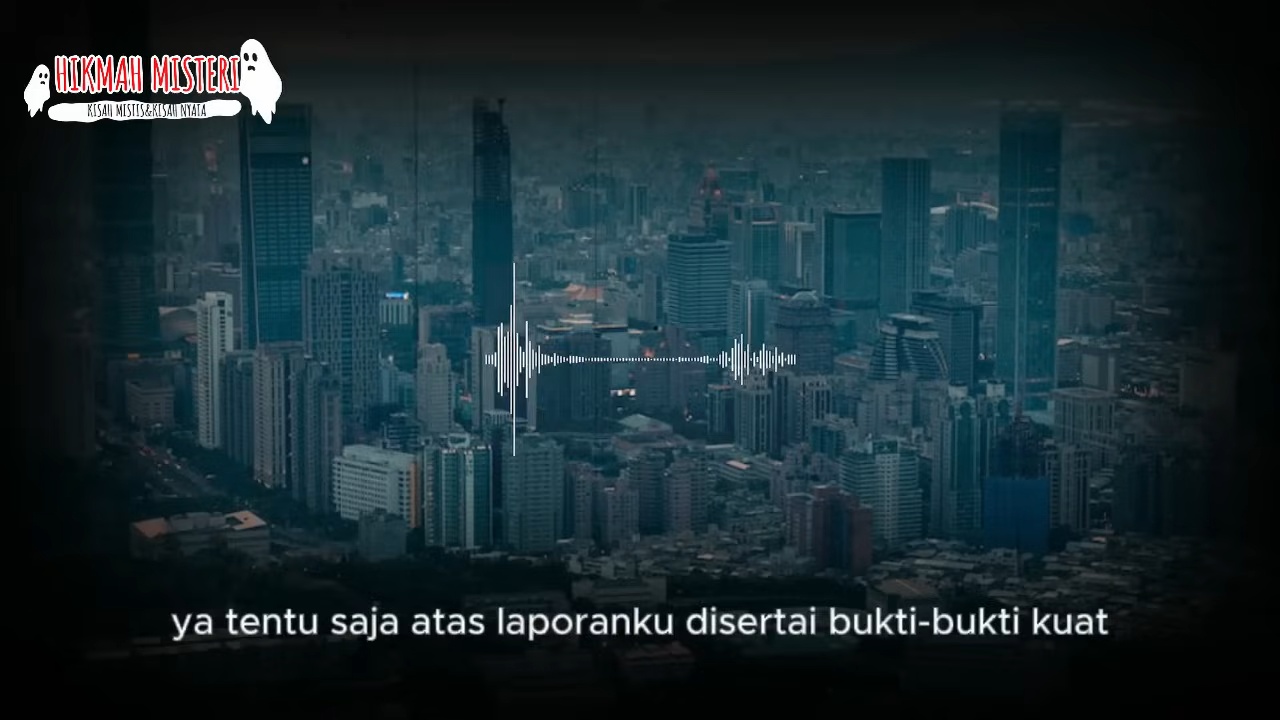 HIKMAH MISTERI
KISAH MISTIS&KISAH NYATA
ya tentu saja atas laporanku disertai bukti-bukti kuat